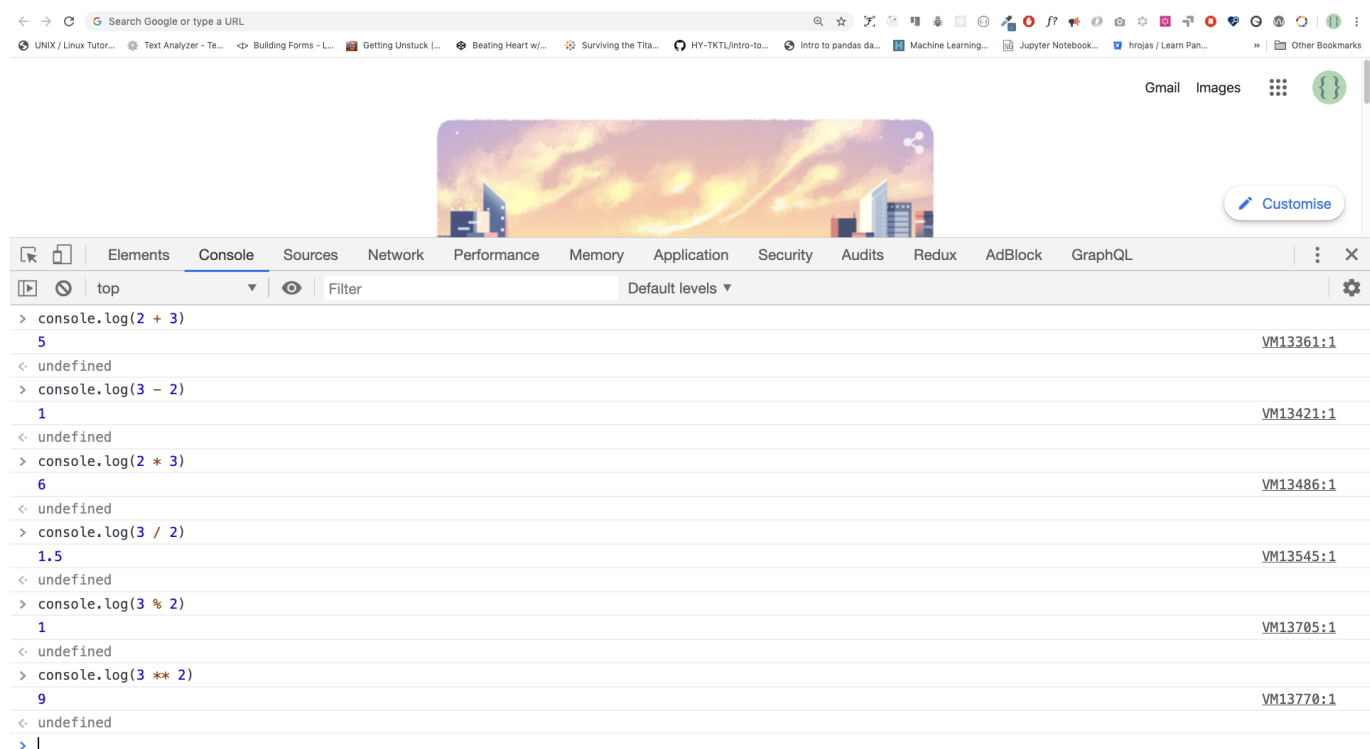 Search Google or type a URL
UNIX / Linux Tutor... Text Analyzer - Te... Building Forms - L... Getting Unstuck |... Beating Heart w/... Surviving the Tita... HY-TKTL/intro-to... Intro to pandas da... Machine Learning... Jupyter Notebook... hrojas / Learn Pan... » Other Bookmarks
Gmail Images
Customise
Elements Console Sources Network Performance Memory Application Security Audits Redux AdBlock GraphQL
top Filter Default levels ▼
> console.log(2 + 3)
5 VM13361:1
<· undefined
> console.log(3 - 2)
1 VM13421:1
<· undefined
> console.log(2 * 3)
6 VM13486:1
<· undefined
> console.log(3 / 2)
1.5 VM13545:1
<· undefined
> console.log(3 % 2)
1 VM13705:1
<· undefined
> console.log(3 ** 2)
9 VM13770:1
<· undefined
>